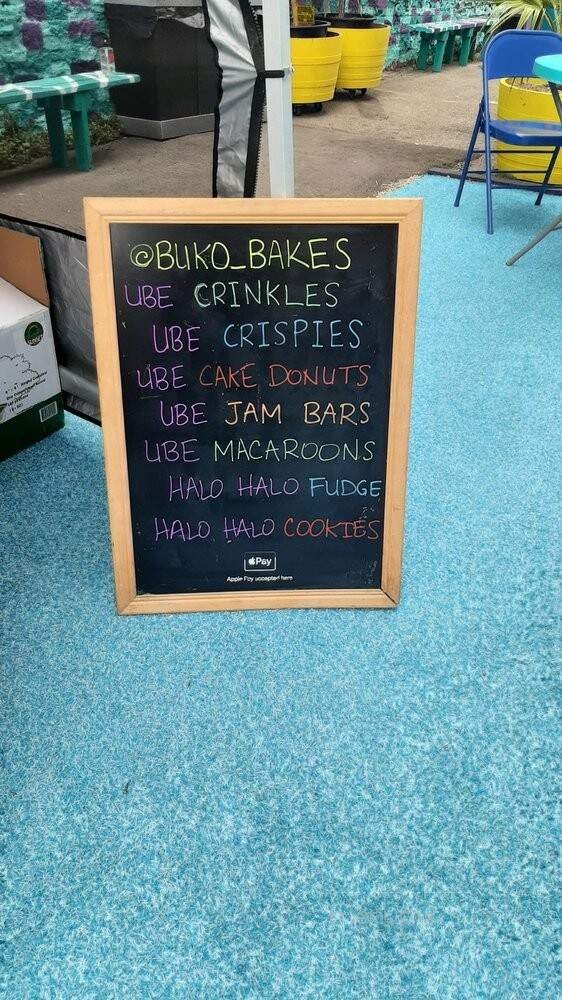 @BUKO_BAKES
UBE CRINKLES
UBE CRISPIES
UBE CAKE DONUTS
UBE JAM BARS
UBE MACAROONS
HALO HALO FUDGE
HALO HALO COOKIES
Pay
Apple Pay accepted here